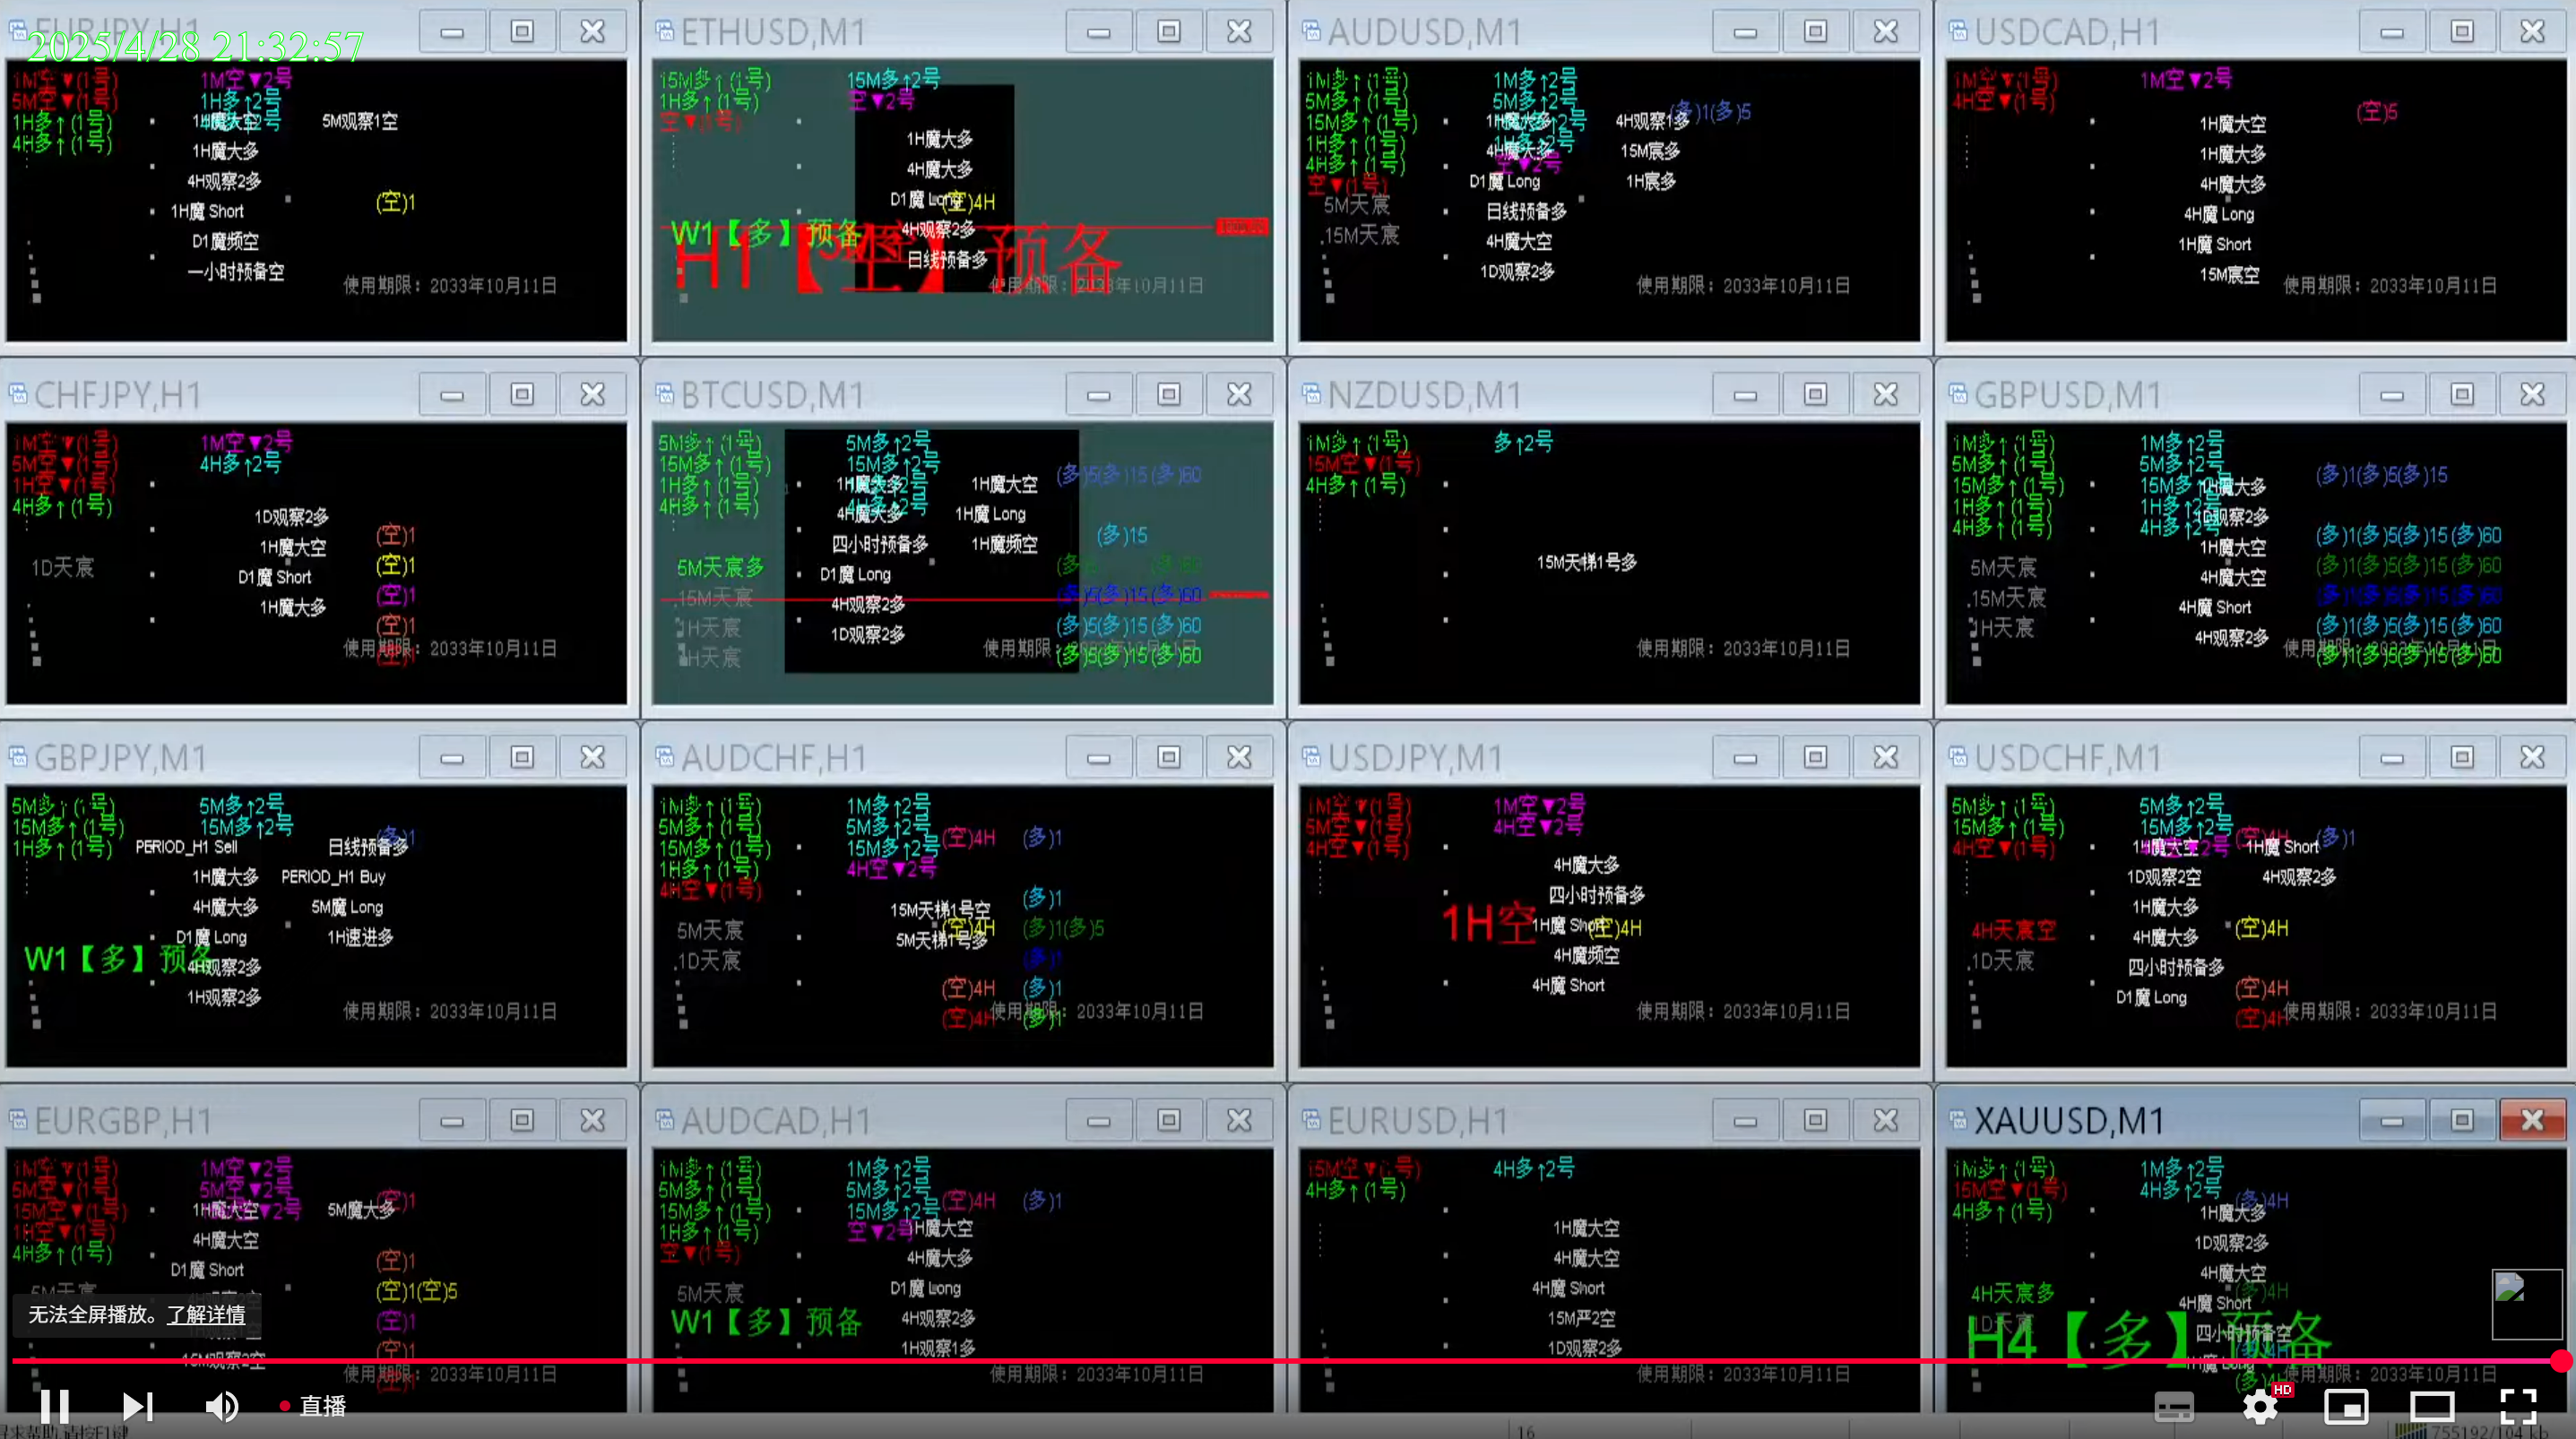 EURJPY,H1
2025/4/28 21:32:57
1M空▼(1号)
1M空▼2号
5M空▼(1号)
1H多↑2号
1H多↑(1号)
1H魔大空
5M观察1空
4H多↑(1号)
1H魔大多
4H观察2多
(空)1
1H魔 Short
D1魔频空
一小时预备空
使用期限：2033年10月11日
ETHUSD,M1
15M多↑(1号)
15M多↑2号
1H多↑(1号)
空▼2号
空▼(1号)
1H魔大多
4H魔大多
D1魔 Long
(空)4H
W1【多】预备
4H观察2多
H1【空】预备
日线预备多
使用期限：2033年10月11日
AUDUSD,M1
1M多↑(1号)
1M多↑2号
5M多↑(1号)
5M多↑2号
(多)1(多)5
15M多↑(1号)
1H魔大多
4H观察1多
1H多↑(1号)
1H多↑2号
4H魔大多
15M宸多
4H多↑(1号)
空▼2号
空▼(1号)
D1魔 Long
1H宸多
5M天宸
日线预备多
15M天宸
4H魔大空
1D观察2多
使用期限：2033年10月11日
USDCAD,H1
1M空▼(1号)
1M空▼2号
4H空▼(1号)
(空)5
1H魔大空
1H魔大多
4H魔大多
4H魔 Long
1H魔 Short
15M宸空
使用期限：2033年10月11日
CHFJPY,H1
1M空▼(1号)
1M空▼2号
5M空▼(1号)
4H多↑2号
1H空▼(1号)
4H多↑(1号)
1D观察2多
(空)1
1H魔大空
1D天宸
(空)1
D1魔 Short
(空)1
1H魔大多
(空)1
使用期限：2033年10月11日
(空)1
BTCUSD,M1
5M多↑(1号)
5M多↑2号
15M多↑(1号)
15M多↑2号
(多)5(多)15(多)60
1H多↑(1号)
1H魔大多
1H魔大空
4H多↑(1号)
4H多↑2号
4H魔大多
1H魔 Long
(多)15
四小时预备多
1H魔频空
5M天宸多
D1魔 Long
15M天宸
4H观察2多
(多)5(多)15(多)60
1H天宸
1D观察2多
(多)5(多)15(多)60
4H天宸
使用期限：
(多)5(多)15(多)60
NZDUSD,M1
1M多↑(1号)
多↑2号
15M空▼(1号)
4H多↑(1号)
15M天梯1号多
使用期限：2033年10月11日
GBPUSD,M1
1M多↑(1号)
1M多↑2号
5M多↑(1号)
5M多↑2号
(多)1(多)5(多)15
15M多↑(1号)
15M多↑2号
1H魔大多
1H多↑(1号)
1H多↑2号
1D观察2多
4H多↑(1号)
4H多↑2号
(多)1(多)5(多)15(多)60
1H魔大空
5M天宸
(多)1(多)5(多)15(多)60
4H魔大空
15M天宸
(多)1(多)5(多)15(多)60
4H魔 Short
1H天宸
(多)1(多)5(多)15(多)60
4H观察2多
(多)1(多)5(多)15(多)60
使用期限：2033年10月11日
GBPJPY,M1
5M多↑(1号)
5M多↑2号
15M多↑(1号)
15M多↑2号
(多)1
1H多↑(1号)
PERIOD_H1 Sell
日线预备多
1H魔大多
PERIOD_H1 Buy
4H魔大多
5M魔 Long
D1魔 Long
1H速进多
W1【多】预备
4H观察2多
1H观察2多
使用期限：2033年10月11日
AUDCHF,H1
1M多↑(1号)
1M多↑2号
5M多↑(1号)
5M多↑2号
(空)4H
(多)1
15M多↑(1号)
15M多↑2号
1H多↑(1号)
4H空▼2号
4H空▼(1号)
(多)1
15M天梯1号空
5M天宸
(空)4H
(多)1(多)5
5M天梯1号多
1D天宸
(多)1
(空)4H
(多)1
使用期限：2033年10月11日
(空)4H
(多)1
USDJPY,M1
1M空▼(1号)
1M空▼2号
5M空▼(1号)
4H空▼2号
4H空▼(1号)
4H魔大多
四小时预备多
1H空
1H魔 Short
(空)4H
4H魔频空
4H魔 Short
使用期限：2033年10月11日
USDCHF,M1
5M多↑(1号)
5M多↑2号
15M多↑(1号)
15M多↑2号
(空)4H
(多)1
4H空▼(1号)
1H魔大空
1H魔 Short
1D观察2空
4H观察2多
1H魔大多
4H天宸空
4H魔大多
(空)4H
1D天宸
四小时预备多
D1魔 Long
(空)4H
使用期限：2033年10月11日
(空)4H
EURGBP,H1
1M空▼(1号)
1M空▼2号
5M空▼(1号)
5M空▼2号
(空)1
15M空▼(1号)
1H魔大空
5M魔大多
1H空▼(1号)
4H魔大空
4H多↑(1号)
(空)1
D1魔 Short
5M天宸
(空)1(空)5
(空)1
无法全屏播放。了解详情
(空)1
15M观察2空
使用期限：2033年10月11日
AUDCAD,H1
1M多↑(1号)
1M多↑2号
5M多↑(1号)
5M多↑2号
(空)4H
(多)1
15M多↑(1号)
15M多↑2号
1H多↑(1号)
空▼2号
1H魔大空
空▼(1号)
4H魔大多
5M天宸
D1魔 Long
W1【多】预备
4H观察2多
1H观察1多
使用期限：2033年10月11日
EURUSD,H1
15M空▼(1号)
4H多↑2号
4H多↑(1号)
1H魔大空
4H魔大空
4H魔 Short
15M严2空
1D观察2多
使用期限：2033年10月11日
XAUUSD,M1
1M多↑(1号)
1M多↑2号
15M空▼(1号)
4H多↑2号
(多)4H
4H多↑(1号)
1H魔大多
1D观察2多
4H魔大空
4H天宸多
(多)4H
4H魔 Short
1D天宸
H4【多】预备
四小时预备空
使用期限：2033年10月11日
(多)4H
直播
HD
寻求帮助,请按F1键
16
755192/104 kb